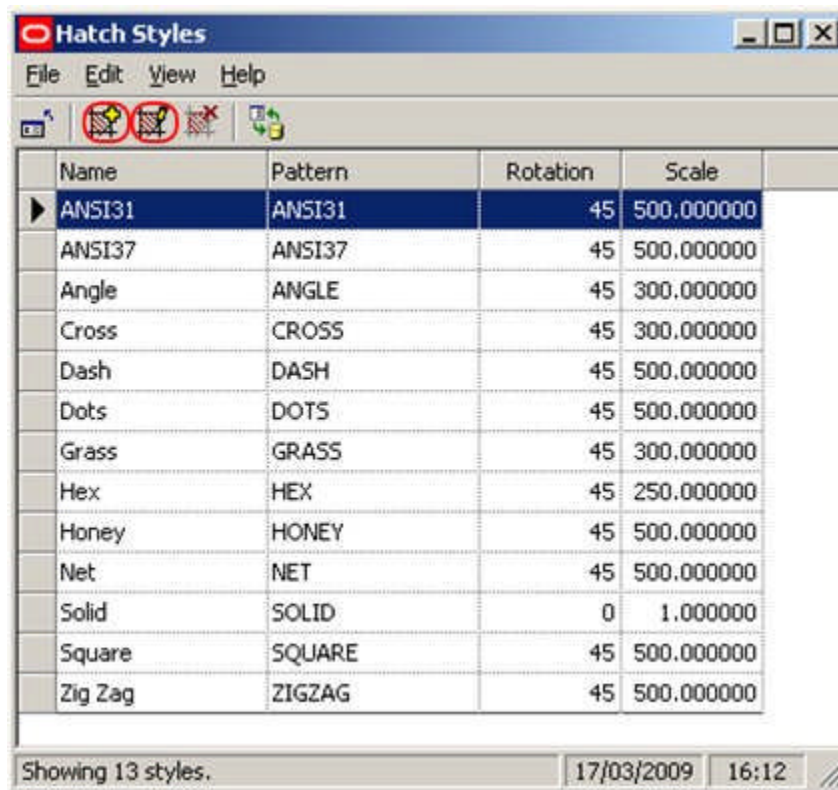 Hatch Styles
File Edit View Help
Name Pattern Rotation Scale
ANSI31 ANSI31 45 500.000000
ANSI37 ANSI37 45 500.000000
Angle ANGLE 45 300.000000
Cross CROSS 45 300.000000
Dash DASH 45 500.000000
Dots DOTS 45 500.000000
Grass GRASS 45 300.000000
Hex HEX 45 250.000000
Honey HONEY 45 500.000000
Net NET 45 500.000000
Solid SOLID 0 1.000000
Square SQUARE 45 500.000000
Zig Zag ZIGZAG 45 500.000000
Showing 13 styles. 17/03/2009 16:12